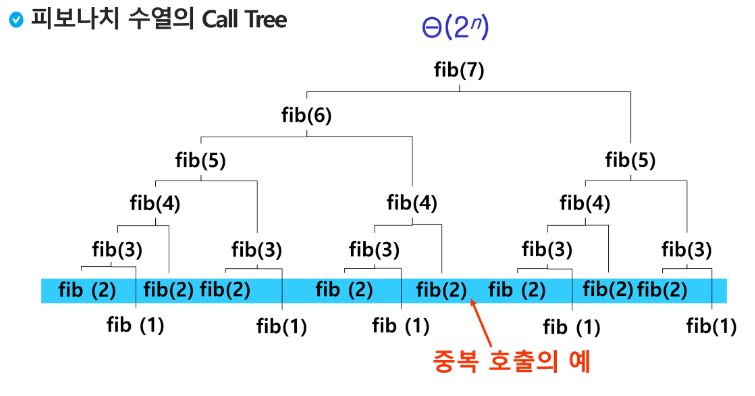 피보나치 수열의 Call Tree
Θ(2ⁿ)
fib(7)
fib(6)
fib(5) fib(5)
fib(4) fib(4) fib(4)
fib(3) fib(3) fib(3) fib(3) fib(3)
fib (2) fib(2) fib(2) fib (2) fib(2) fib (2) fib(2) fib(2)
fib (1) fib(1) fib (1) fib (1) fib(1)
중복 호출의 예